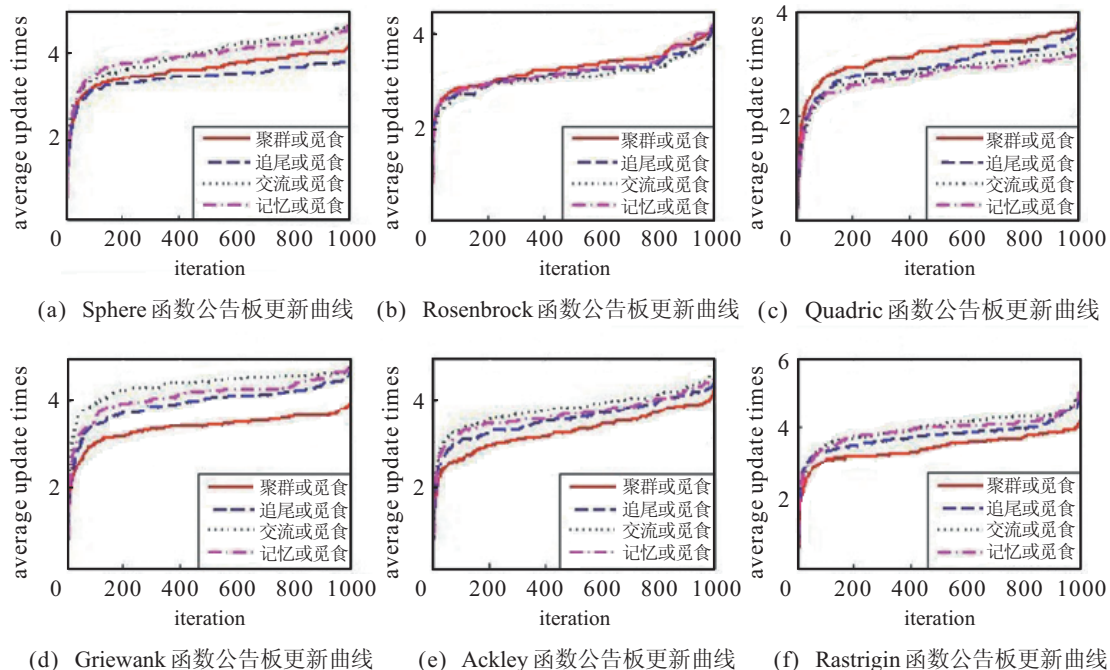 average update times
4
2
聚群或觅食
追尾或觅食
交流或觅食
记忆或觅食
0 200 400 600 800 1000
iteration
(a) Sphere 函数公告板更新曲线
average update times
4
2
聚群或觅食
追尾或觅食
交流或觅食
记忆或觅食
0 200 400 600 800 1000
iteration
(b) Rosenbrock 函数公告板更新曲线
average update times
4
2
0
聚群或觅食
追尾或觅食
交流或觅食
记忆或觅食
0 200 400 600 800 1000
iteration
(c) Quadric 函数公告板更新曲线
average update times
4
2
聚群或觅食
追尾或觅食
交流或觅食
记忆或觅食
0 200 400 600 800 1000
iteration
(d) Griewank 函数公告板更新曲线
average update times
4
2
聚群或觅食
追尾或觅食
交流或觅食
记忆或觅食
0 200 400 600 800 1000
iteration
(e) Ackley 函数公告板更新曲线
average update times
6
4
2
聚群或觅食
追尾或觅食
交流或觅食
记忆或觅食
0 200 400 600 800 1000
iteration
(f) Rastrigin 函数公告板更新曲线